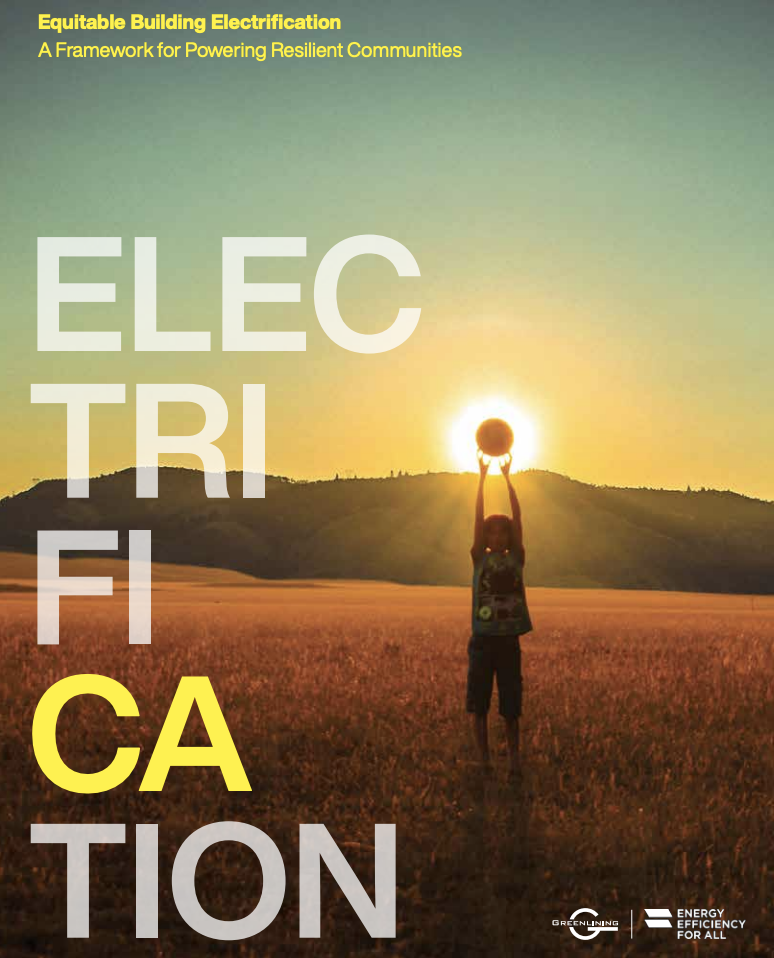 Equitable Building Electrification
A Framework for Powering Resilient Communities
ELEC
TRI
FI
CA
TION
GREENLINING
ENERGY
EFFICIENCY
FOR ALL